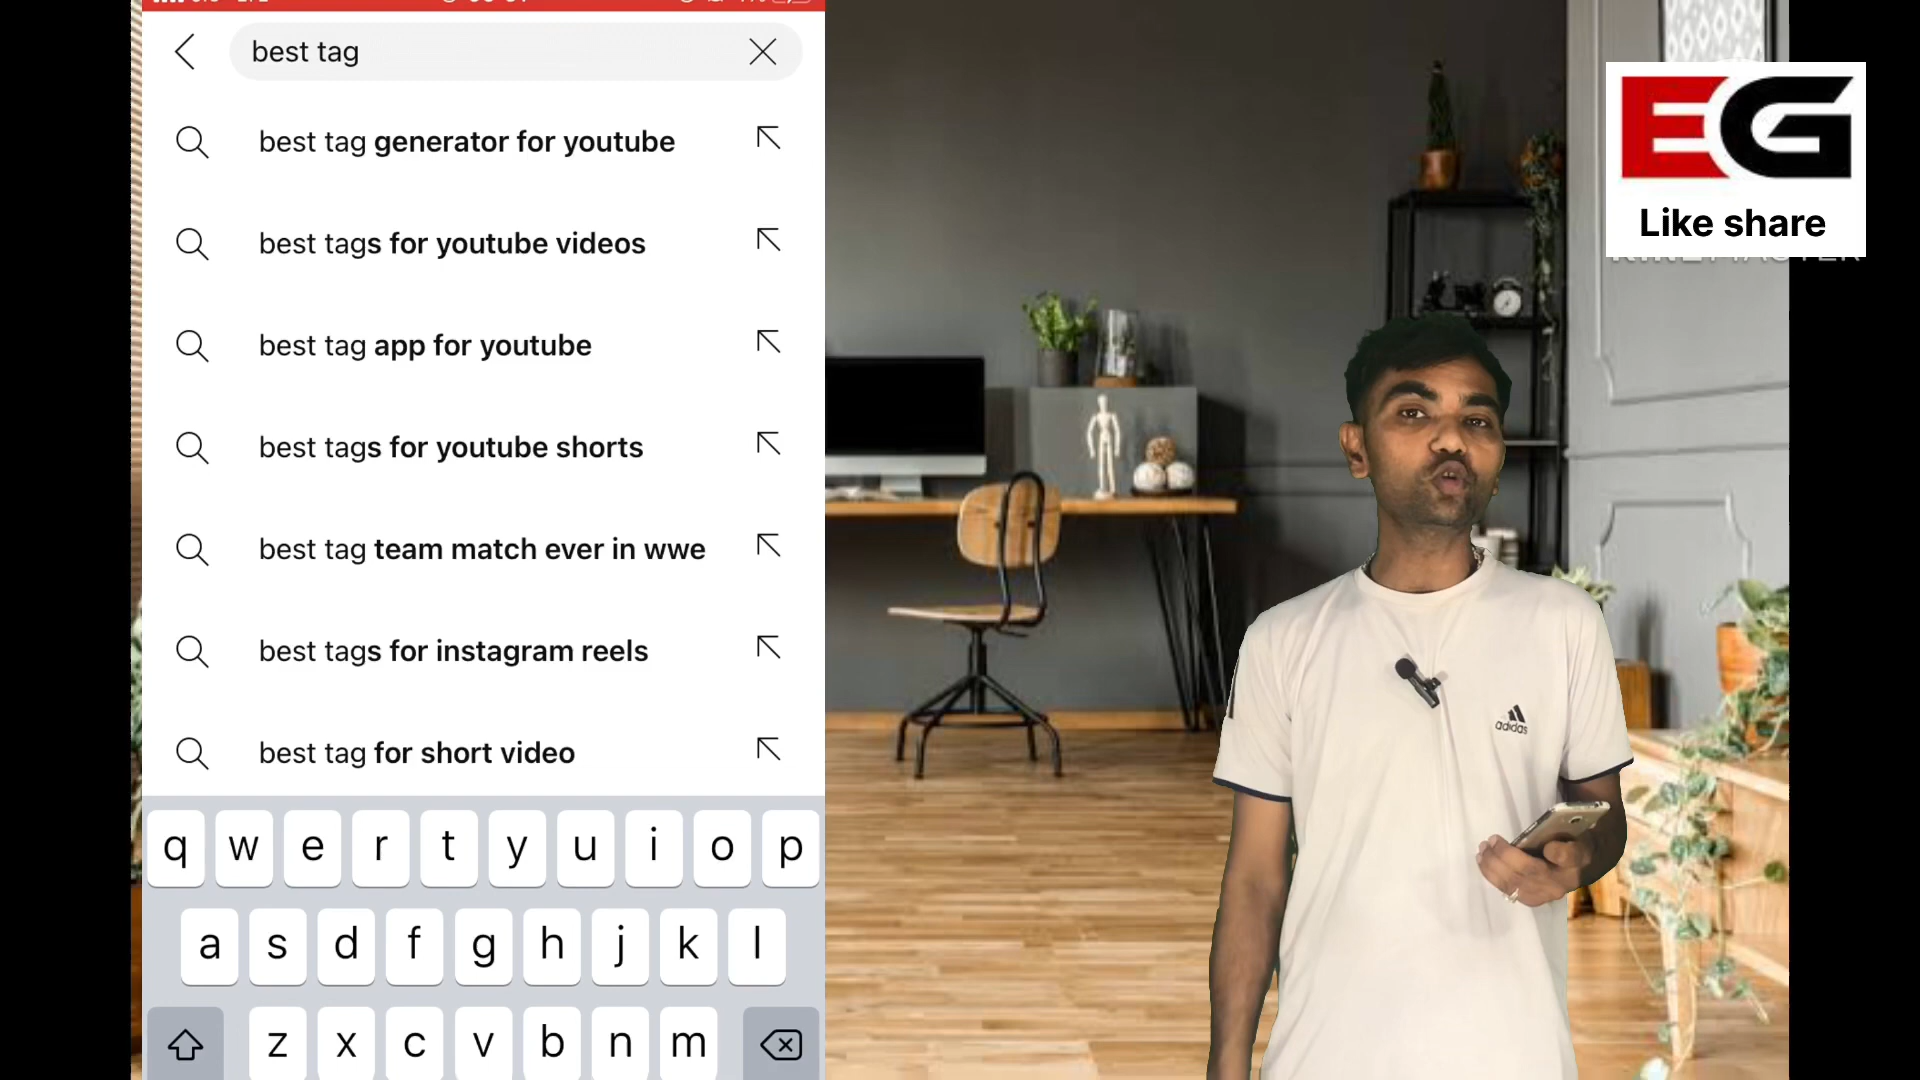 best tag
best tag generator for youtube
best tags for youtube videos
best tag app for youtube
best tags for youtube shorts
best tag team match ever in wwe
best tags for instagram reels
best tag for short video
q w e r t y u i o p
a s d f g h j k l
z x c v b n m
EG
Like share
adidas